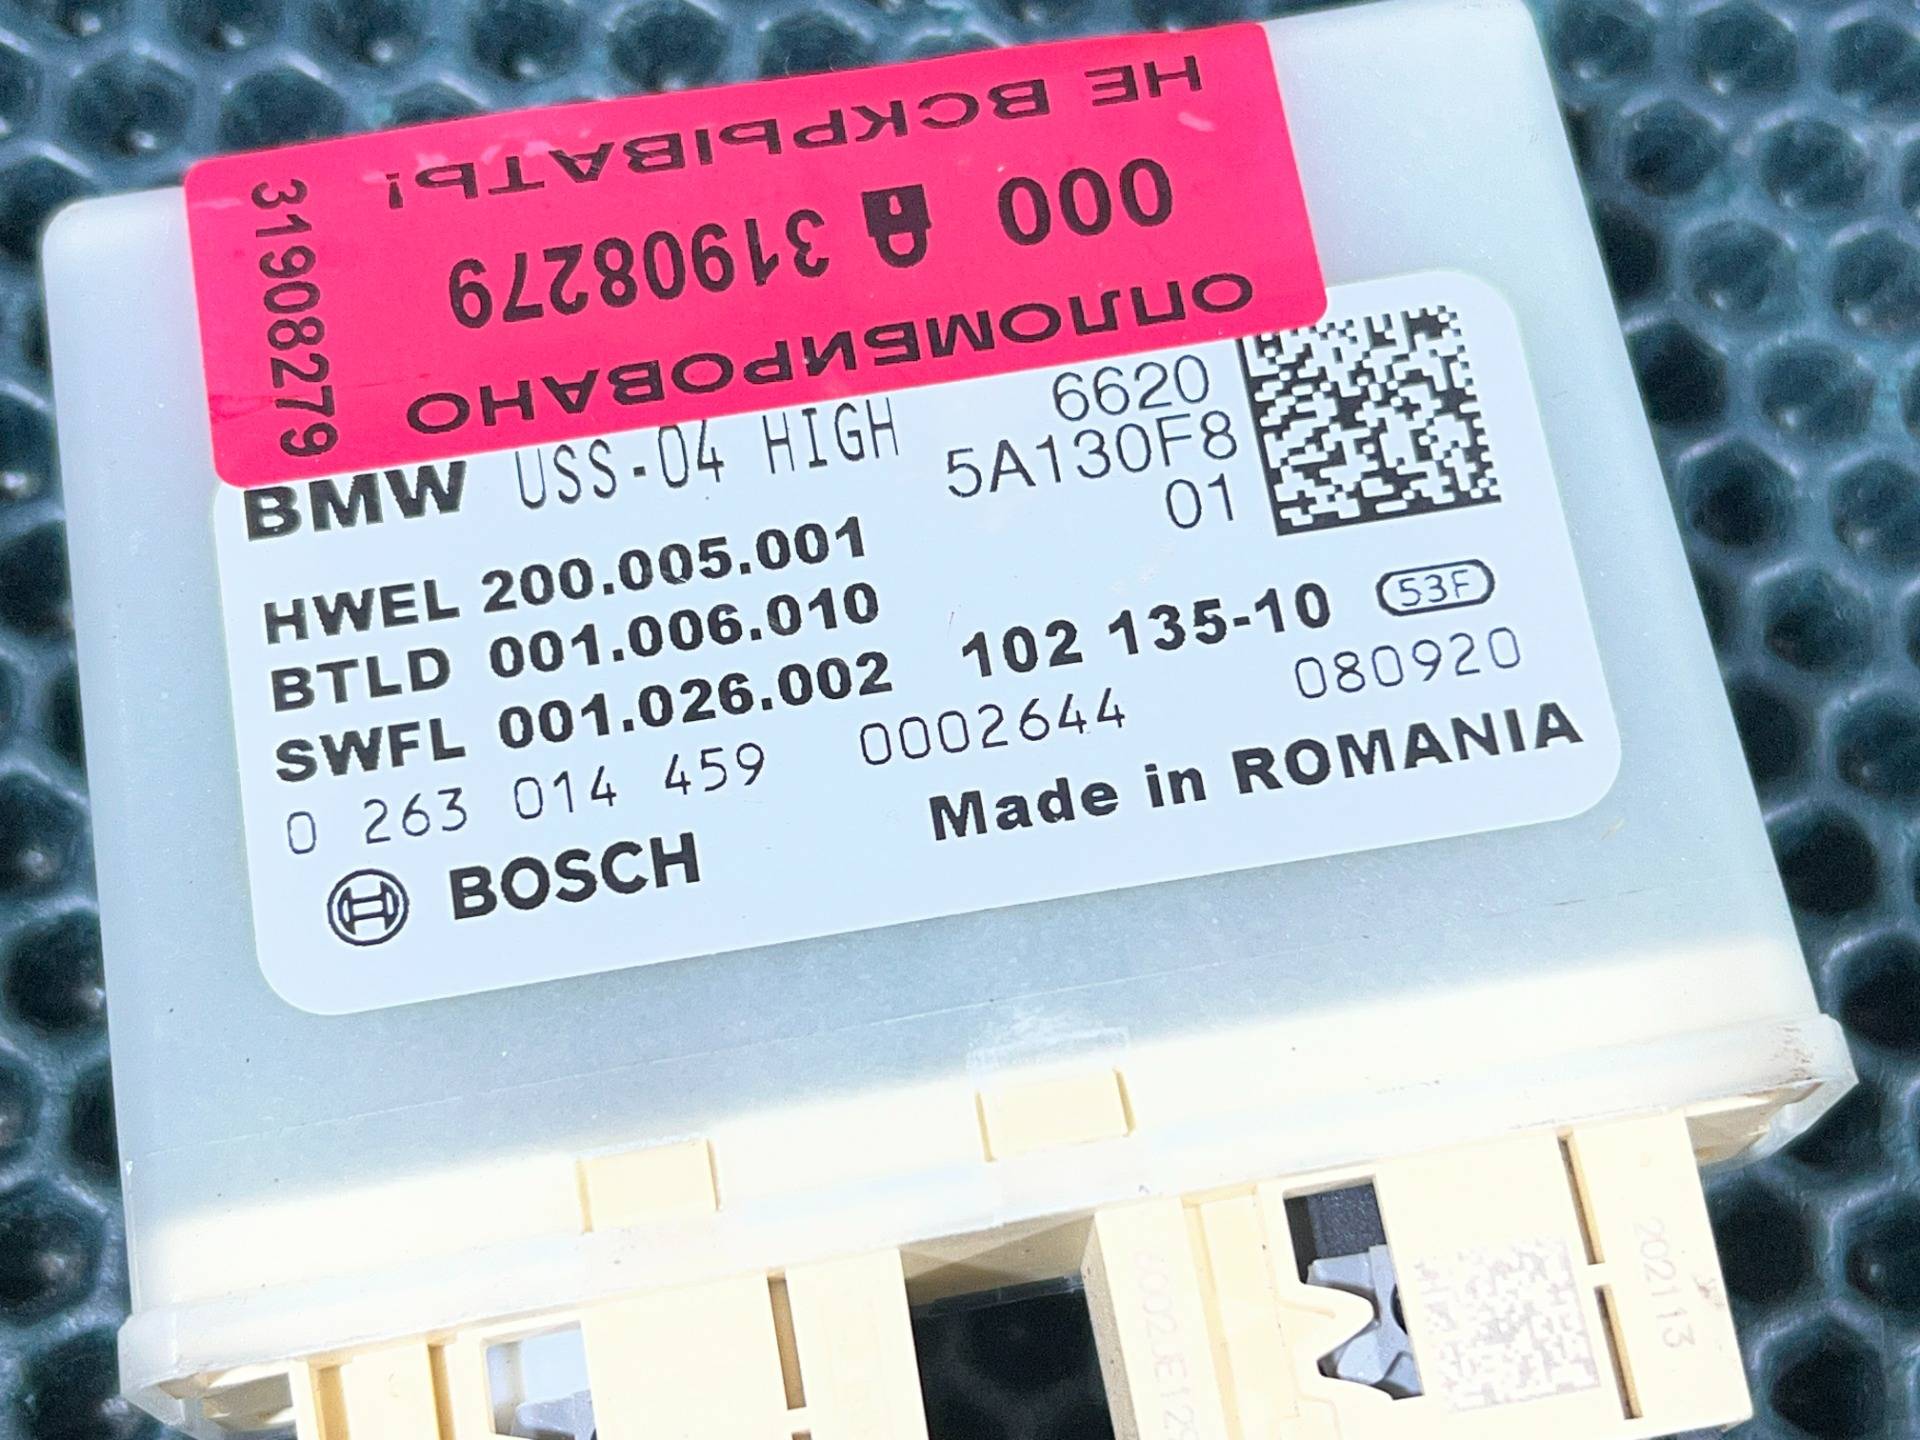 ОПЛОМБИРОВАНО
000 31908279
НЕ ВСКРЫВАТЬ!
31908279
BMW USS-04 HIGH
6620
5A130F8
01
HWEL 200.005.001
BTLD 001.006.010
SWFL 001.026.002
102 135-10 53F
0 263 014 459 0002644 080920
BOSCH Made in ROMANIA
202113